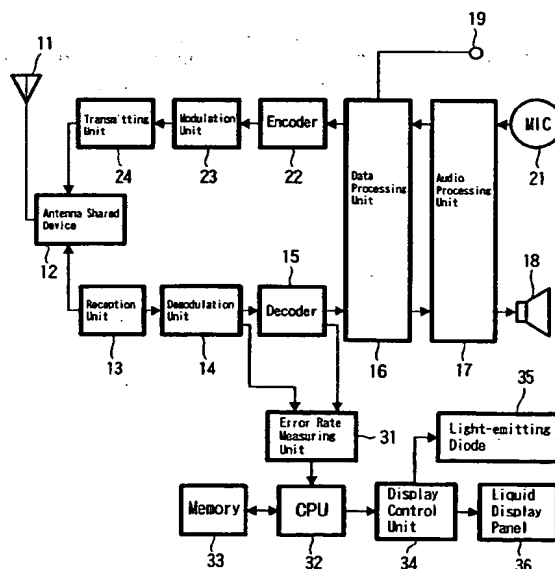 11
19
Transmitting
Unit
24
Modulation
Unit
23
Encoder
22
Data
Processing
Unit
16
Audio
Processing
Unit
17
MIC
21
Antenna Shared
Device
12
Reception
Unit
13
Demodulation
Unit
14
15
Decoder
18
Error Rate
Measuring
Unit
31
35
Light-emitting
Diode
Memory
33
CPU
32
Display
Control
Unit
34
Liquid
Display
Panel
36